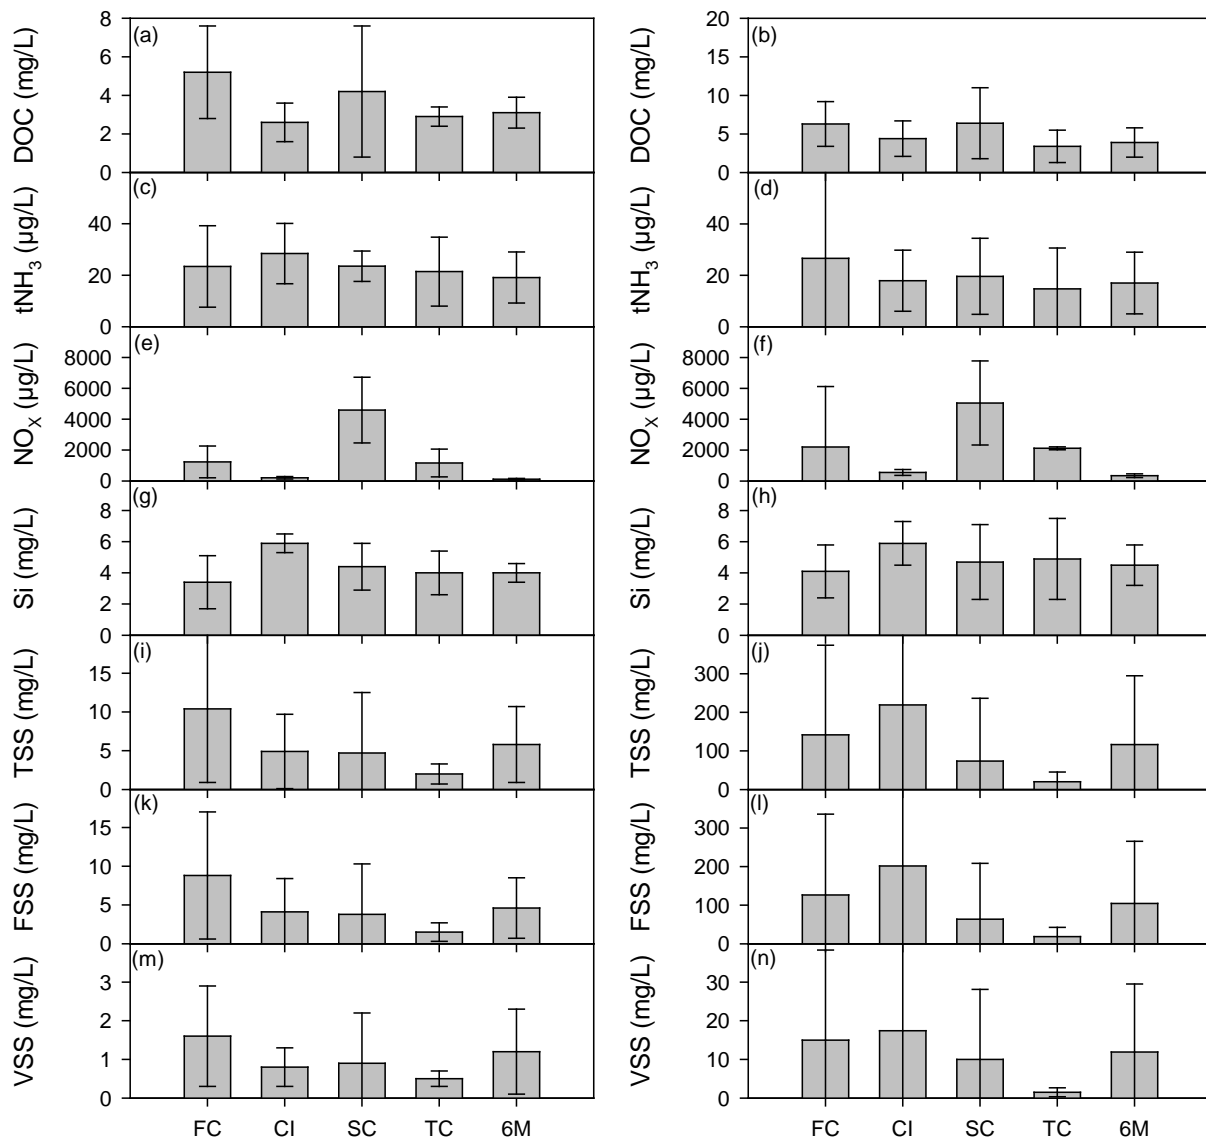 8 (a) 20 (b)
DOC (mg/L) 6 DOC (mg/L) 15
4 10
2 5
0 0
(c) (d)
tNH3 (µg/L) 40 tNH3 (µg/L) 40
20 20
0 0
(e) (f)
NOX (µg/L) 8000 NOX (µg/L) 8000
6000 6000
4000 4000
2000 2000
0 0
(g) (h)
Si (mg/L) 8 Si (mg/L) 8
6 6
4 4
2 2
0 0
(i) (j)
TSS (mg/L) 15 TSS (mg/L) 300
10 200
5 100
0 0
(k) (l)
FSS (mg/L) 15 FSS (mg/L) 300
10 200
5 100
0 0
(m) (n)
VSS (mg/L) 3 VSS (mg/L) 30
2 20
1 10
0 0
FC CI SC TC 6M FC CI SC TC 6M